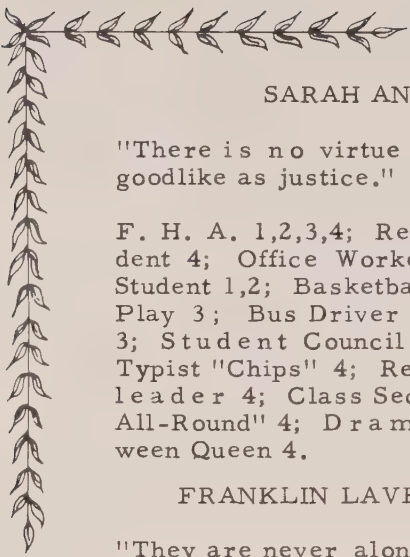 SARAH AN
"There is no virtue
goodlike as justice."
F. H. A. 1,2,3,4; Re
dent 4; Office Worke
Student 1,2; Basketba
Play 3; Bus Driver
3; Student Council
Typist "Chips" 4; Re
leader 4; Class Sec
All-Round" 4; Dram
ween Queen 4.
FRANKLIN LAVE
"They are never alon